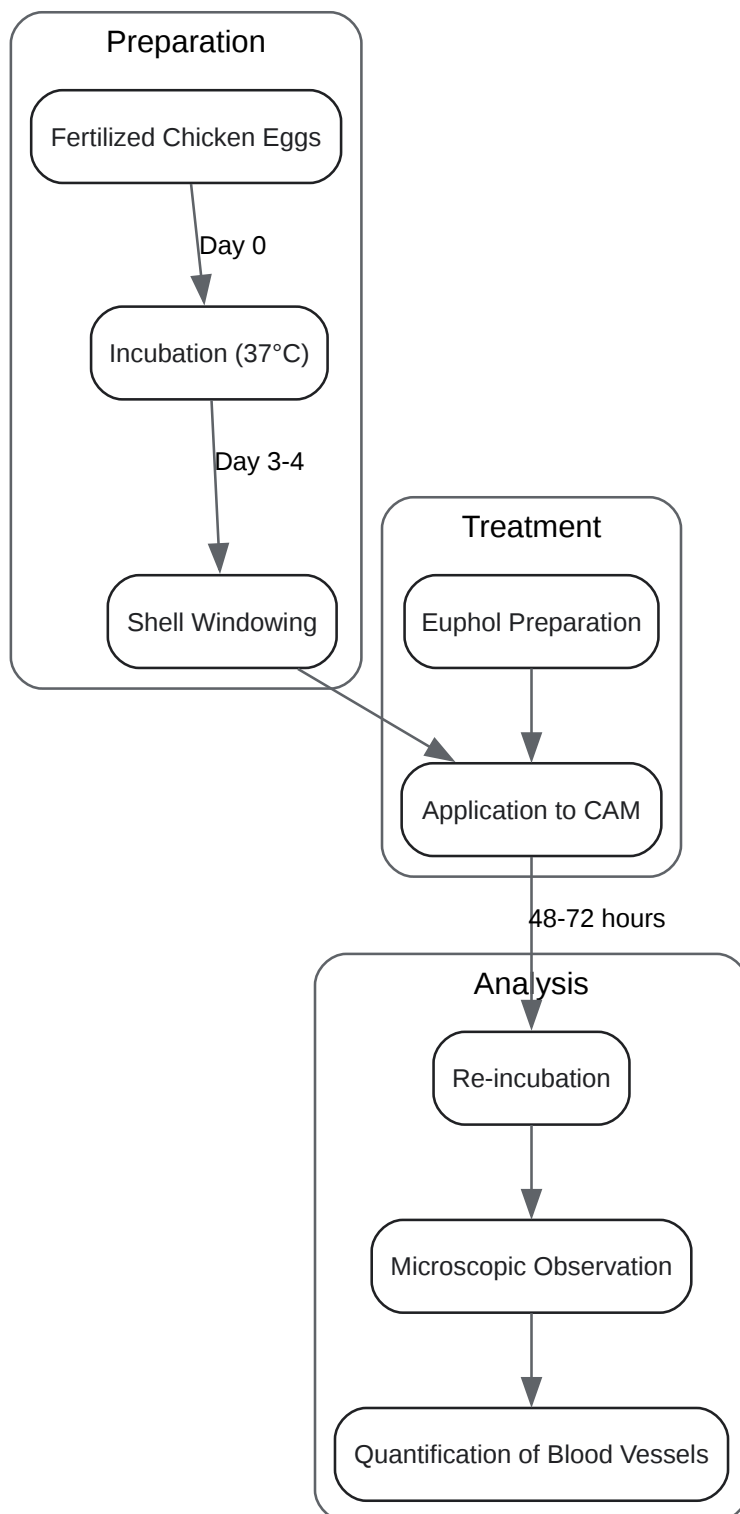 Preparation
Fertilized Chicken Eggs
Day 0
Incubation (37°C)
Day 3-4
Shell Windowing
Treatment
Euphol Preparation
Application to CAM
48-72 hours
Analysis
Re-incubation
Microscopic Observation
Quantification of Blood Vessels